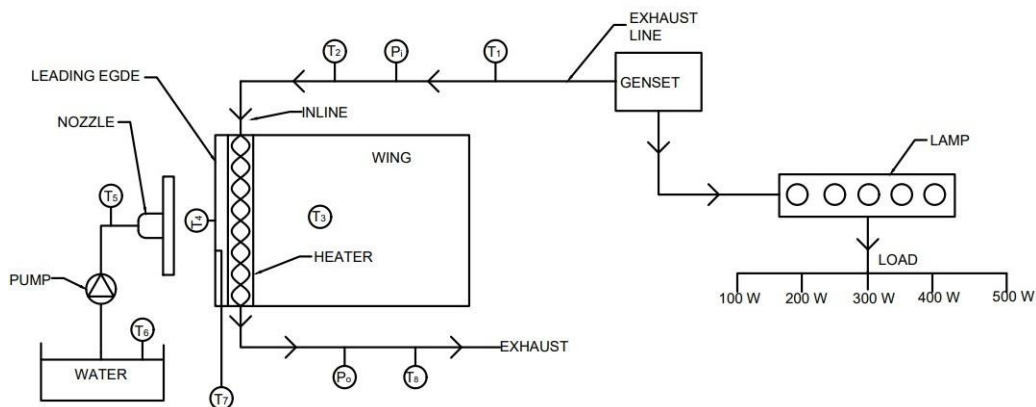 EXHAUST
LINE
T₂
Pᵢ
T₁
GENSET
LEADING EGDE
INLINE
NOZZLE
WING
LAMP
T₅
T₄
T₃
HEATER
PUMP
LOAD
100 W 200 W 300 W 400 W 500 W
T₆
WATER
EXHAUST
T₇
Pₒ
T₈